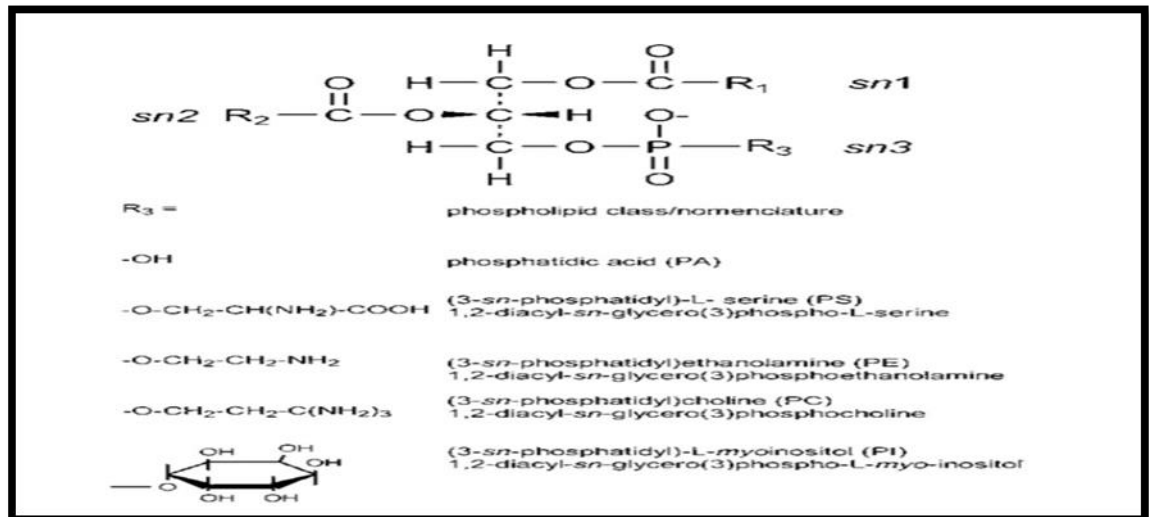 H O
H—C—O—C—R₁ sn1
O
sn2 R₂—C—O—C—H O-
H—C—O—P—R₃ sn3
H O
R₃ = phospholipid class/nomenclature
-OH phosphatidic acid (PA)
-O-CH₂-CH(NH₂)-COOH (3-sn-phosphatidyl)-L- serine (PS)
1,2-diacyl-sn-glycero(3)phospho-L-serine
-O-CH₂-CH₂-NH₂ (3-sn-phosphatidyl)ethanolamine (PE)
1,2-diacyl-sn-glycero(3)phosphoethanolamine
(3-sn-phosphatidyl)choline (PC)
-O-CH₂-CH₂-C(NH₂)₃ 1,2-diacyl-sn-glycero(3)phosphocholine
(3-sn-phosphatidyl)-L-myoinositol (PI)
1,2-diacyl-sn-glycero(3)phospho-L-myo-inositol
OH OH
OH
O
OH OH